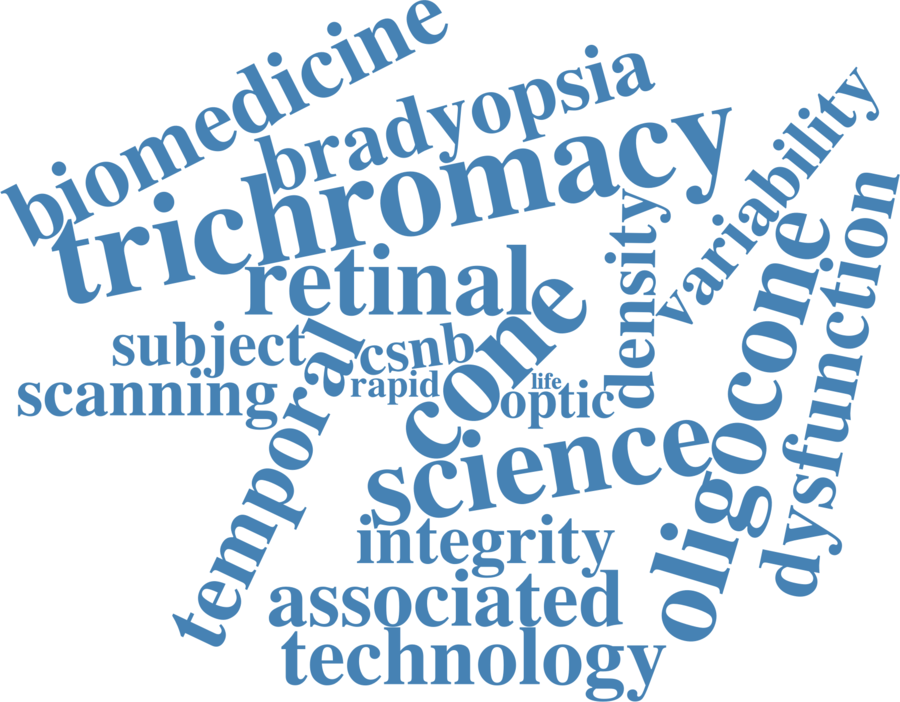 biomedicine
bradyopsia
trichromacy
variability
density
retinal
oligocone
dysfunction
cone
subject
csnb
temporal
scanning
rapid
life
optic
science
integrity
associated
technology